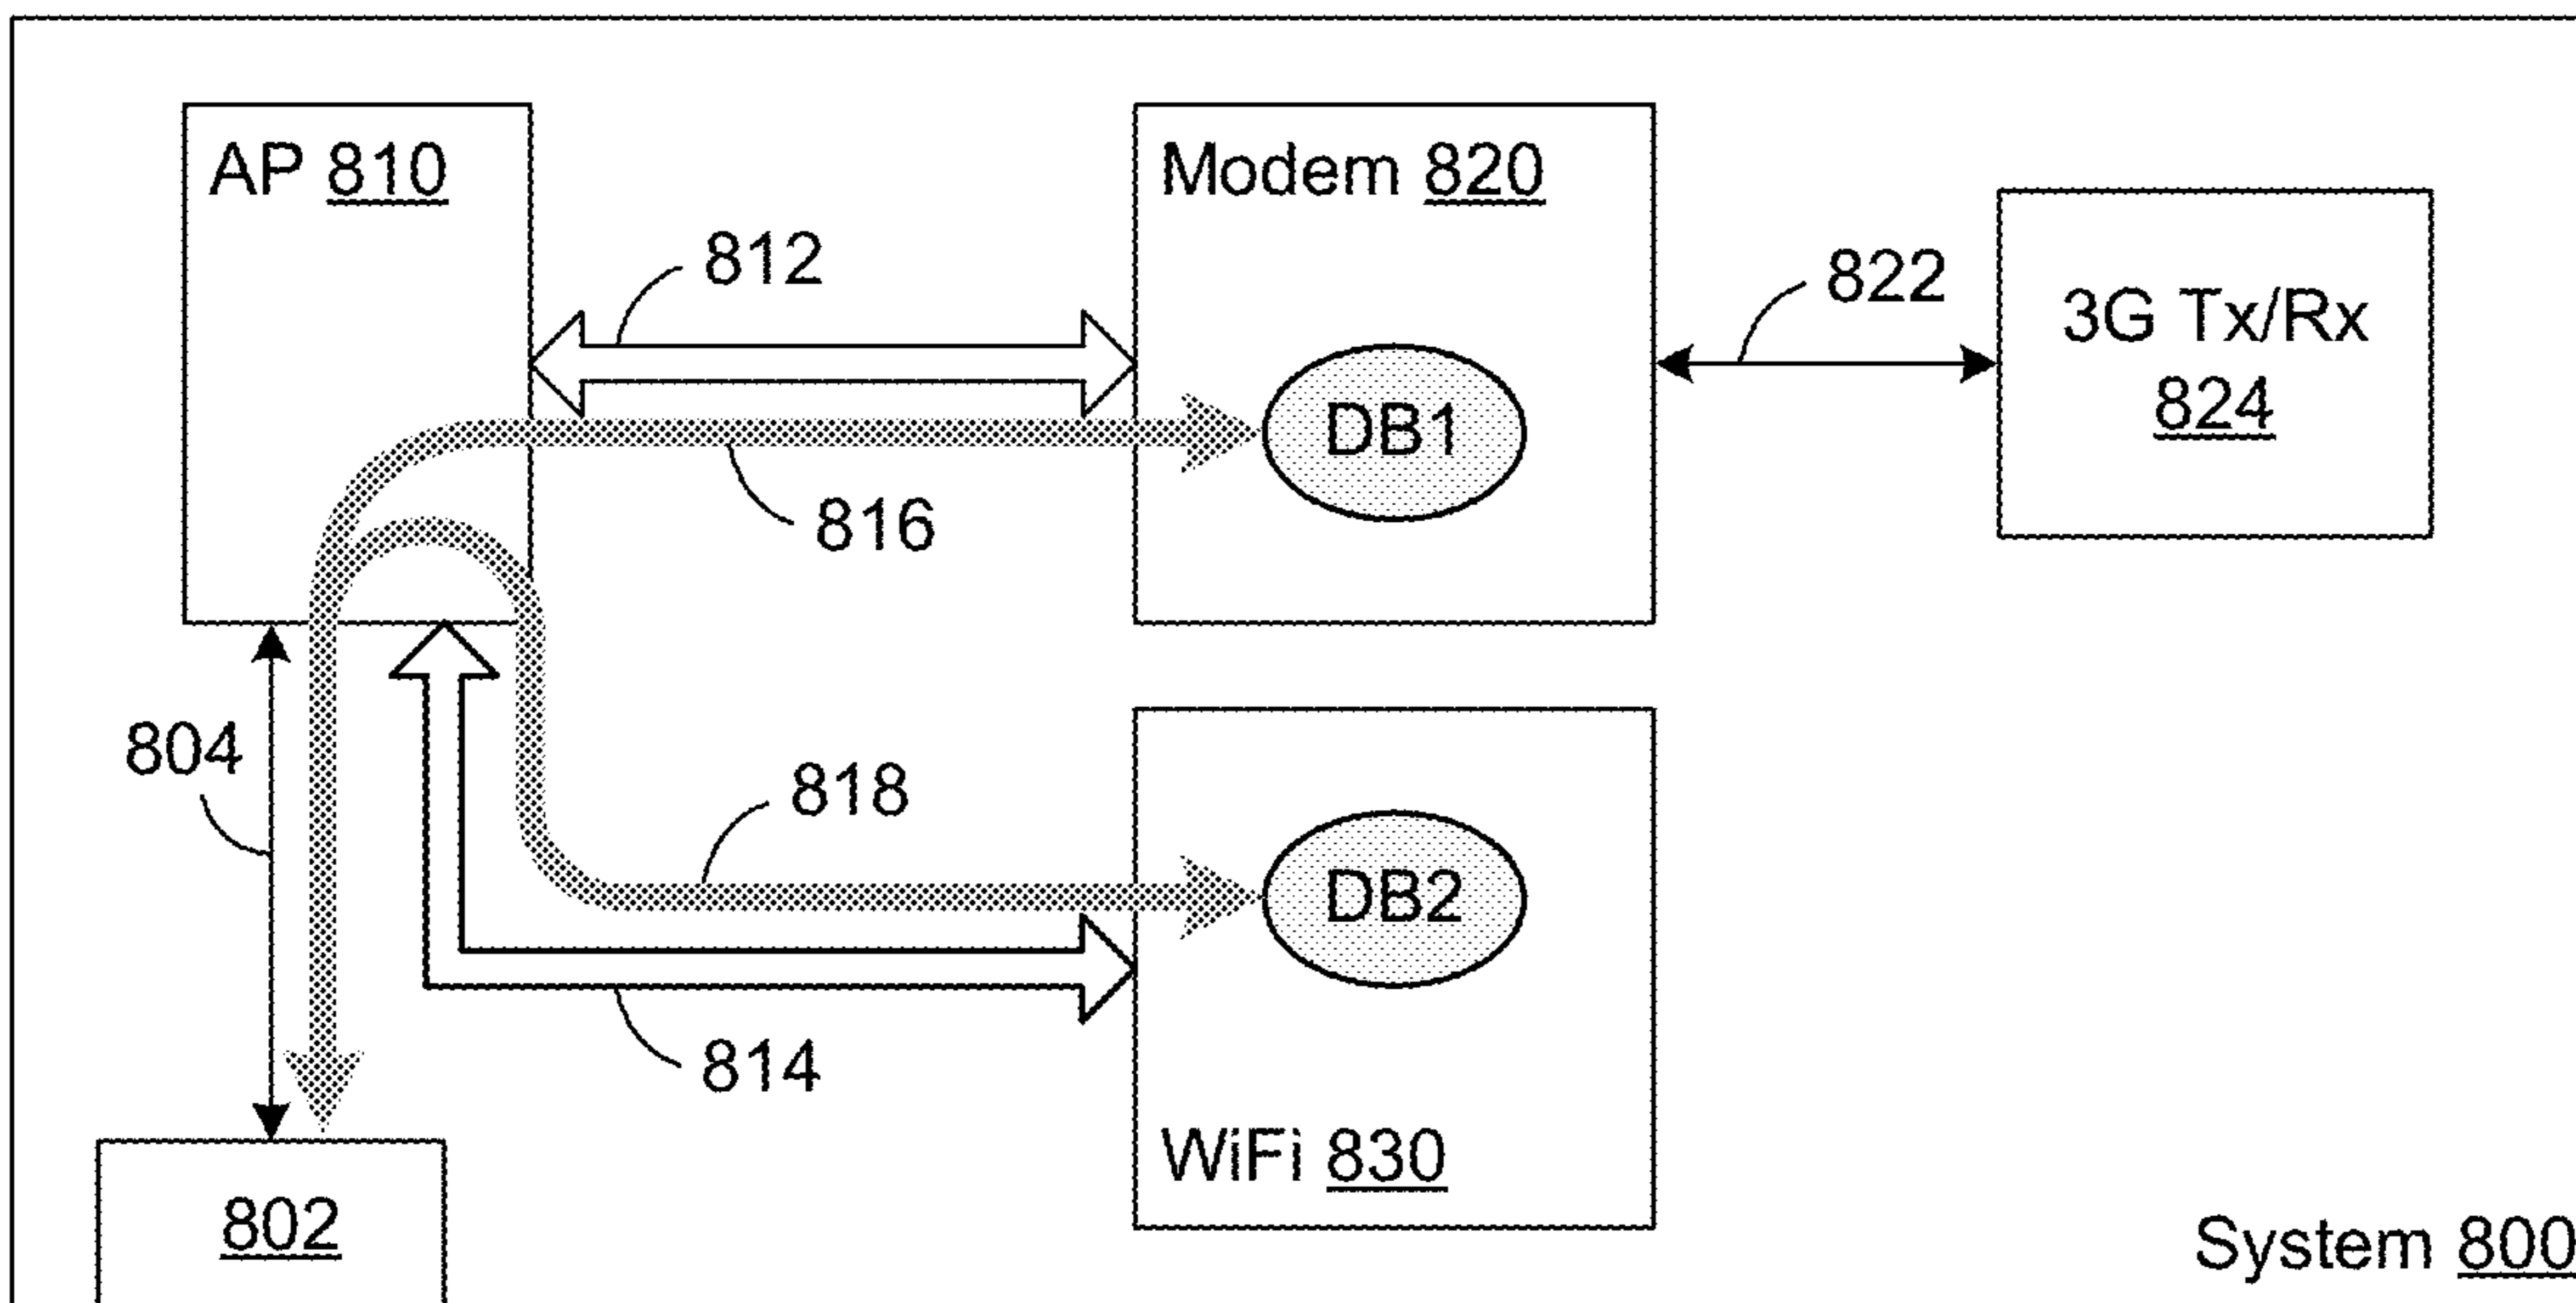 AP 810
Modem 820
812
822
3G Tx/Rx
824
DB1
816
804
818
DB2
814
WiFi 830
802
System 800